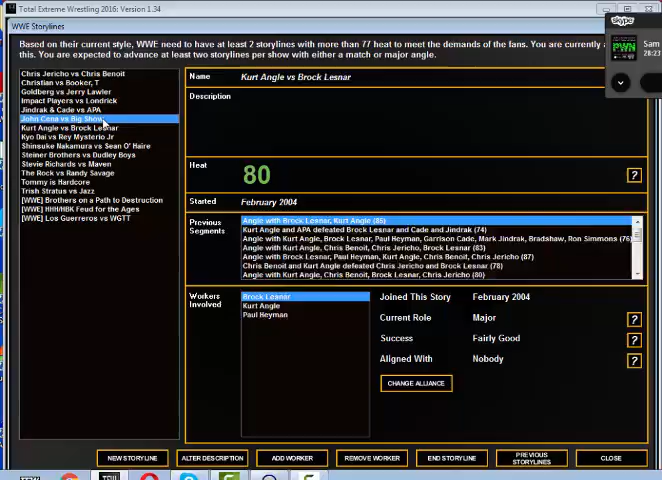 Total Extreme Wrestling 2016: Version 1.34
WWE Storylines
skype
Based on their current style, WWE need to have at least 2 storylines with more than 77 heat to meet the demands of the fans. You are currently
this. You are expected to advance at least two storylines per show with either a match or major angle.
PWN
Sam
20:23
Chris Jericho vs Chris Benoit
Christian vs Booker, T
Goldberg vs Jerry Lawler
Impact Players vs Londrick
Jindrak & Cade vs APA
John Cena vs Big Show
Kurt Angle vs Brock Lesnar
Kyo Dai vs Rey Mysterio Jr
Shinsuke Nakamura vs Sean O'Haire
Steiner Brothers vs Dudley Boys
Stevie Richards vs Maven
The Rock vs Randy Savage
Tommy is Hardcore
Trish Stratus vs Jazz
[WWE] Brothers on a Path to Destruction
[WWE] HHH/HBK Feud for the Ages
[WWE] Los Guerreros vs WGTT
Name Kurt Angle vs Brock Lesnar
Description
Heat 80 ?
Started February 2004
Previous Segments
Angle with Brock Lesnar, Kurt Angle (85)
Kurt Angle and APA defeated Brock Lesnar and Cade and Jindrak (74)
Angle with Kurt Angle, Brock Lesnar, Paul Heyman, Garrison Cade, Mark Jindrak, Bradshaw, Ron Simmons (76)
Angle with Kurt Angle, Chris Benoit, Brock Lesnar, Chris Jericho (83)
Angle with Brock Lesnar, Paul Heyman, Kurt Angle, Chris Benoit, Chris Jericho (87)
Chris Benoit and Kurt Angle defeated Chris Jericho and Brock Lesnar (78)
Angle with Kurt Angle, Chris Benoit, Brock Lesnar, Chris Jericho (80)
Workers Involved
Brock Lesnar
Kurt Angle
Paul Heyman
Joined This Story February 2004
Current Role Major ?
Success Fairly Good ?
Aligned With Nobody ?
CHANGE ALLIANCE
NEW STORYLINE ALTER DESCRIPTION ADD WORKER REMOVE WORKER END STORYLINE PREVIOUS STORYLINES CLOSE